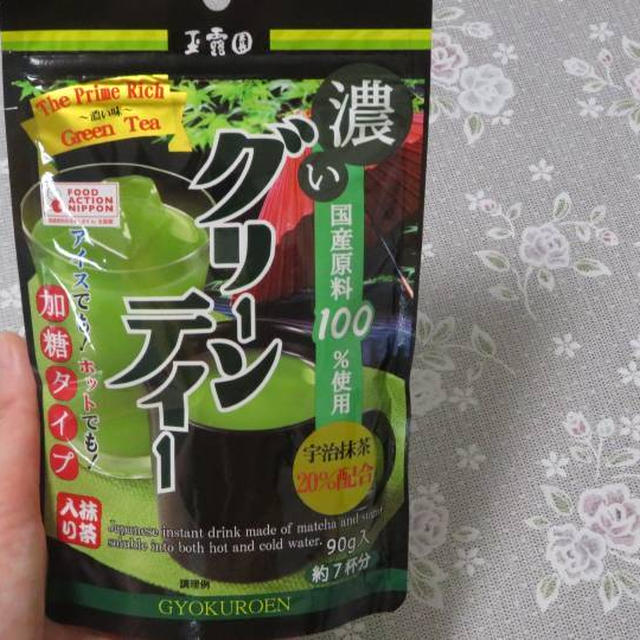 玉露園
The Prime Rich
～濃い味～
Green Tea
濃い
グリーンティー
国産原料100%使用
FOOD
ACTION
NIPPON
アイスでも!ホットでも!
加糖タイプ
宇治抹茶
20%配合
抹茶
入り
Japanese instant drink made of matcha and sugar
soluble into both hot and cold water.
90g入
約7杯分
調理例
GYOKUROEN